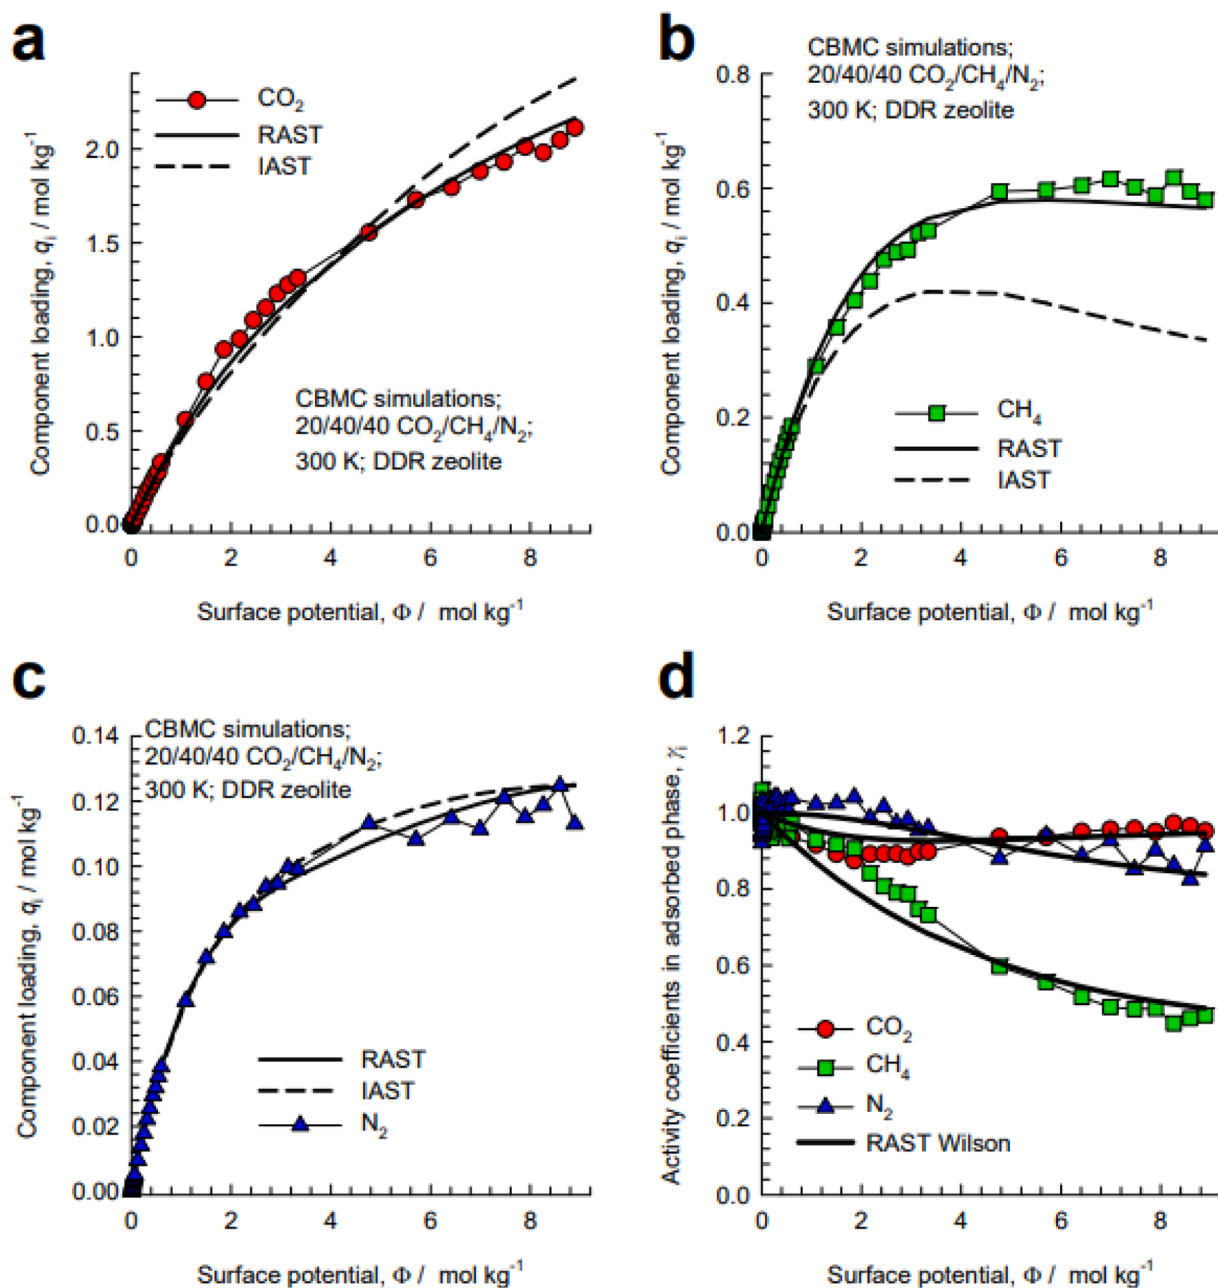 a
Component loading, qᵢ / mol kg⁻¹
2.0
1.5
1.0
0.5
0.0
CO₂
RAST
IAST
CBMC simulations;
20/40/40 CO₂/CH₄/N₂;
300 K; DDR zeolite
0 2 4 6 8
Surface potential, Φ / mol kg⁻¹
b
Component loading, qᵢ / mol kg⁻¹
0.8
0.6
0.4
0.2
0.0
CBMC simulations;
20/40/40 CO₂/CH₄/N₂;
300 K; DDR zeolite
CH₄
RAST
IAST
0 2 4 6 8
Surface potential, Φ / mol kg⁻¹
c
Component loading, qᵢ / mol kg⁻¹
0.14
0.12
0.10
0.08
0.06
0.04
0.02
0.00
CBMC simulations;
20/40/40 CO₂/CH₄/N₂;
300 K; DDR zeolite
RAST
IAST
N₂
0 2 4 6 8
Surface potential, Φ / mol kg⁻¹
d
Activity coefficients in adsorbed phase, γᵢ
1.2
1.0
0.8
0.6
0.4
0.2
0.0
CO₂
CH₄
N₂
RAST Wilson
0 2 4 6 8
Surface potential, Φ / mol kg⁻¹